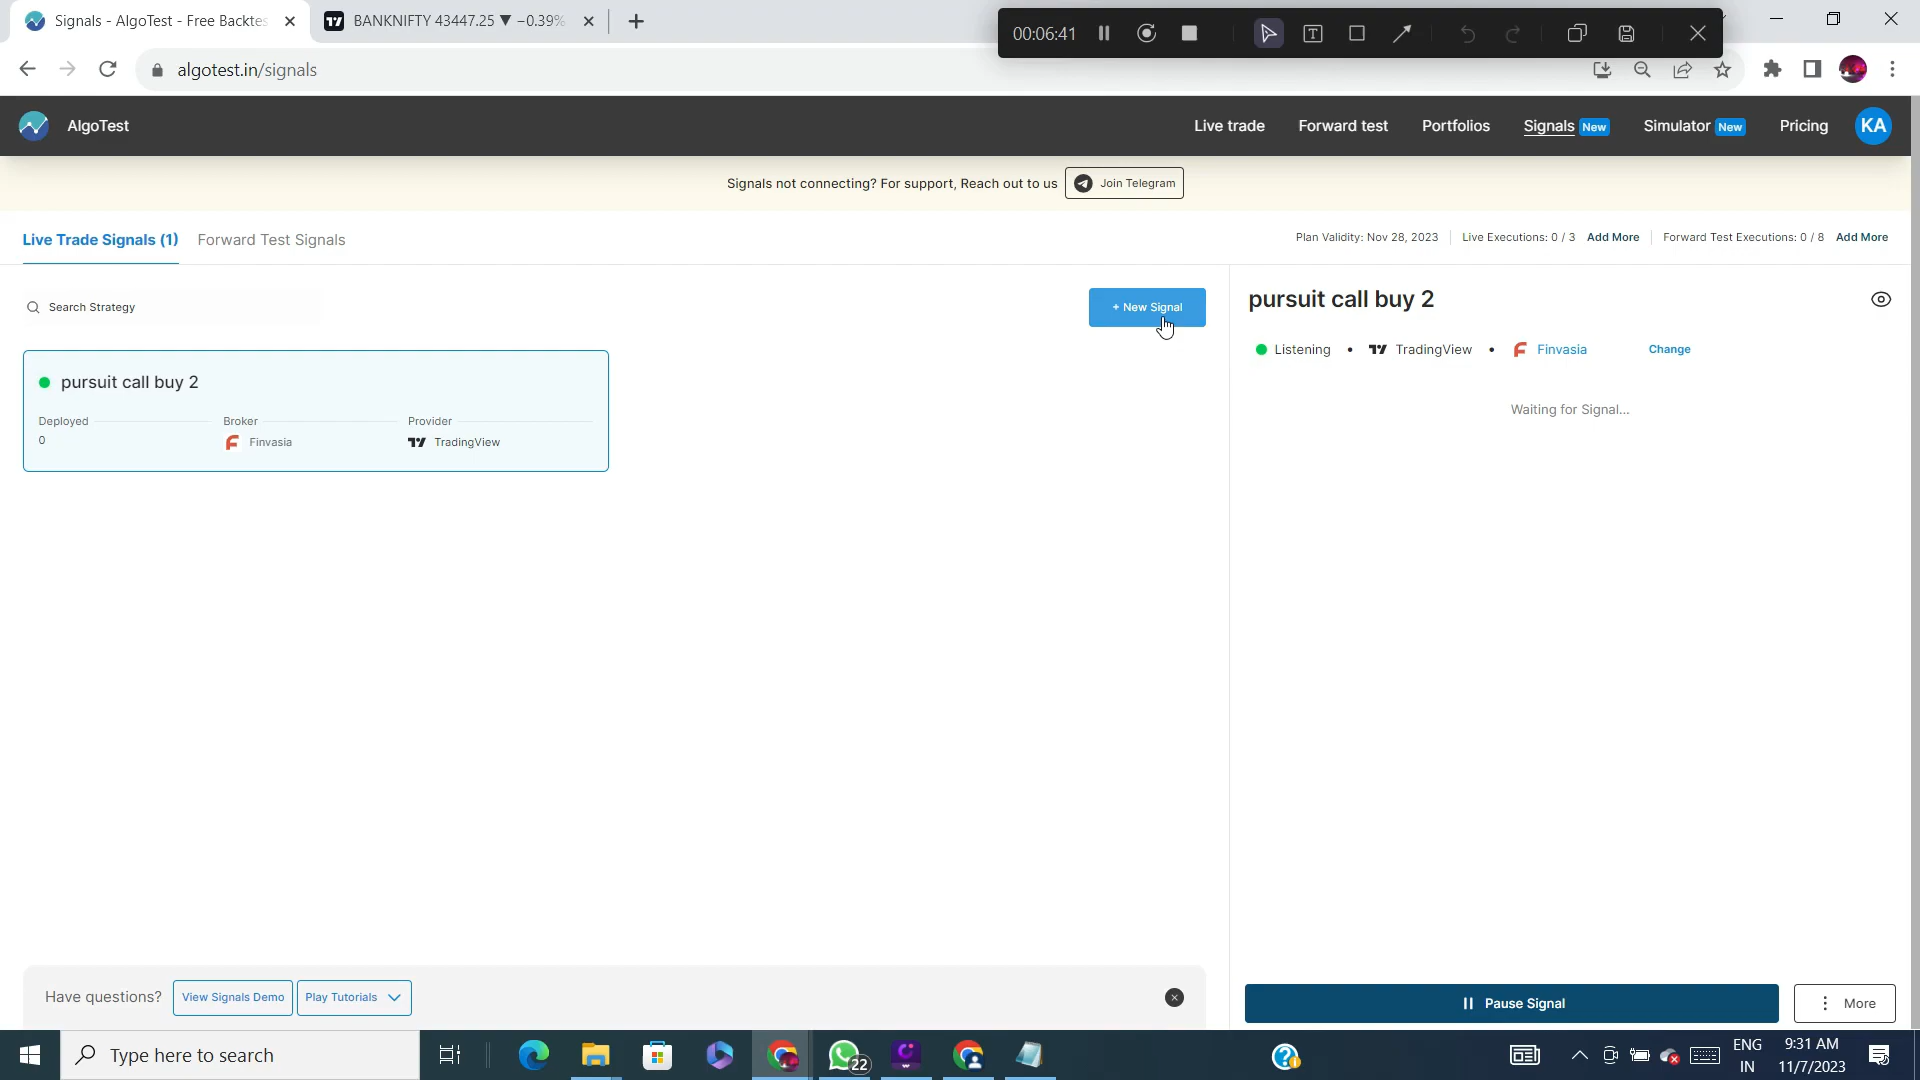 Signals - AlgoTest - Free Backtes
BANKNIFTY 43447.25 ▼ −0.39%
00:06:41
algotest.in/signals
AlgoTest
Live trade
Forward test
Portfolios
Signals New
Simulator New
Pricing
KA
Signals not connecting? For support, Reach out to us
Join Telegram
Live Trade Signals (1)
Forward Test Signals
Plan Validity: Nov 28, 2023
Live Executions: 0 / 3
Add More
Forward Test Executions: 0 / 8
Add More
Search Strategy
+ New Signal
pursuit call buy 2
Listening • TradingView • Finvasia
Change
Waiting for Signal...
pursuit call buy 2
Deployed
Broker
Provider
0
Finvasia
TradingView
Have questions?
View Signals Demo
Play Tutorials
Pause Signal
More
Type here to search
22
ENG
IN
9:31 AM
11/7/2023